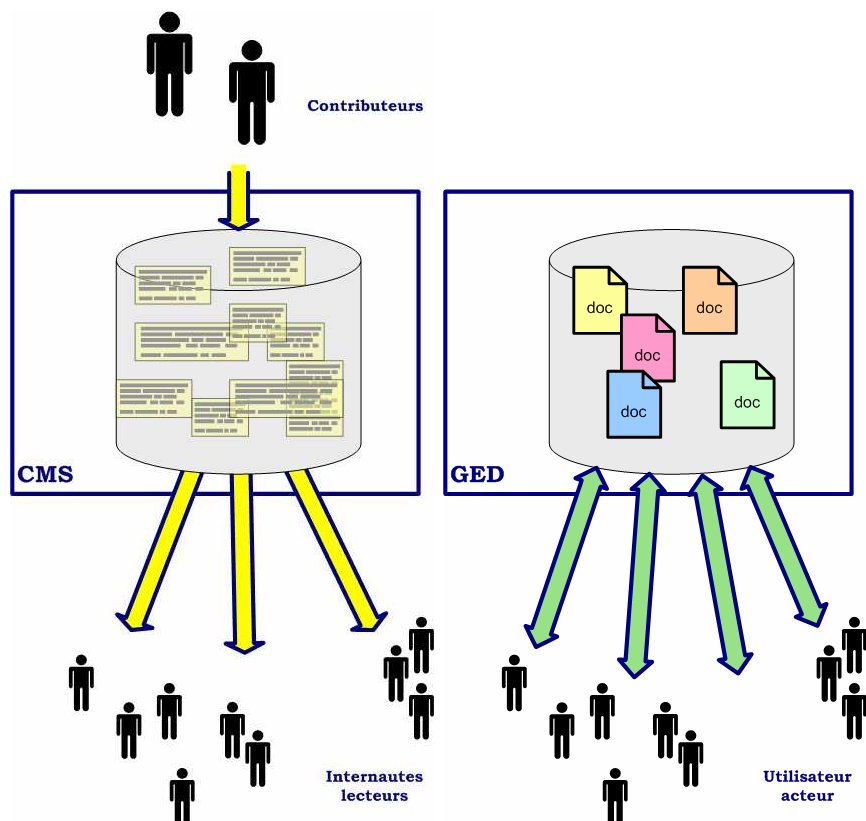 Contributeurs
CMS
Internautes
lecteurs
GED
doc
doc
doc
doc
doc
Utilisateur
acteur